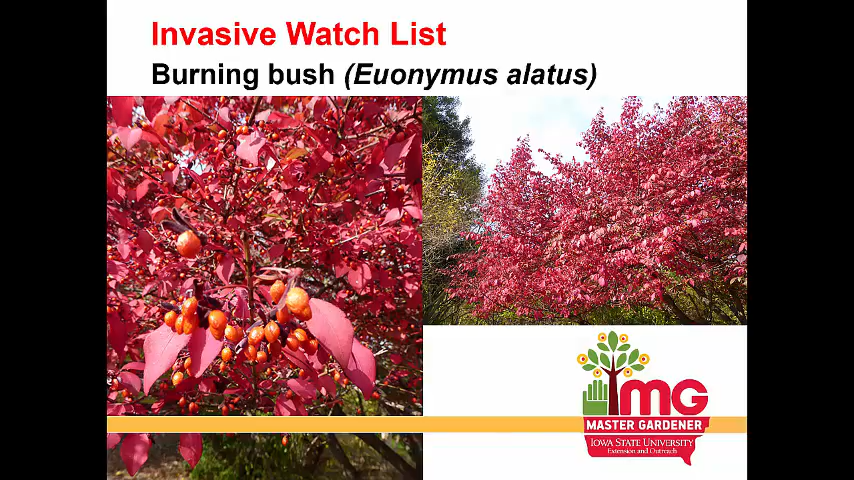 Invasive Watch List
Burning bush (Euonymus alatus)
MG
MASTER GARDENER
IOWA STATE UNIVERSITY
Extension and Outreach